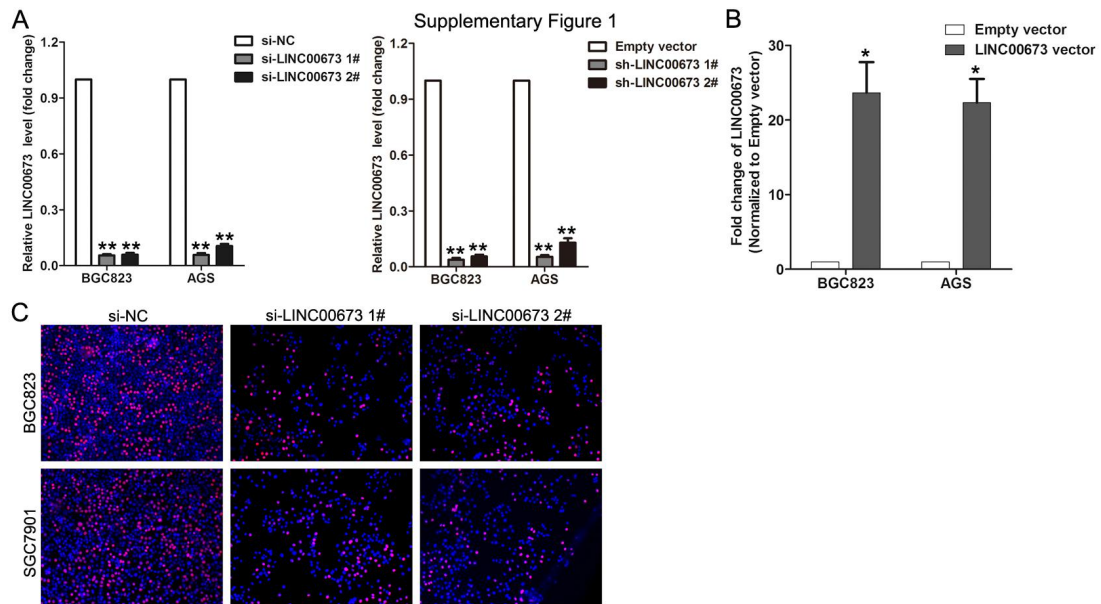 Supplementary Figure 1
A
Relative LINC00673 level (fold change)
1.2
0.9
0.6
0.3
0.0
si-NC
si-LINC00673 1#
si-LINC00673 2#
** ** ** **
BGC823 AGS
Relative LINC00673 level (fold change)
1.2
0.9
0.6
0.3
0.0
Empty vector
sh-LINC00673 1#
sh-LINC00673 2#
** ** ** **
BGC823 AGS
B
Fold change of LINC00673
(Normalized to Empty vector)
30
20
10
0
Empty vector
LINC00673 vector
* *
BGC823 AGS
C
si-NC si-LINC00673 1# si-LINC00673 2#
BGC823
SGC7901